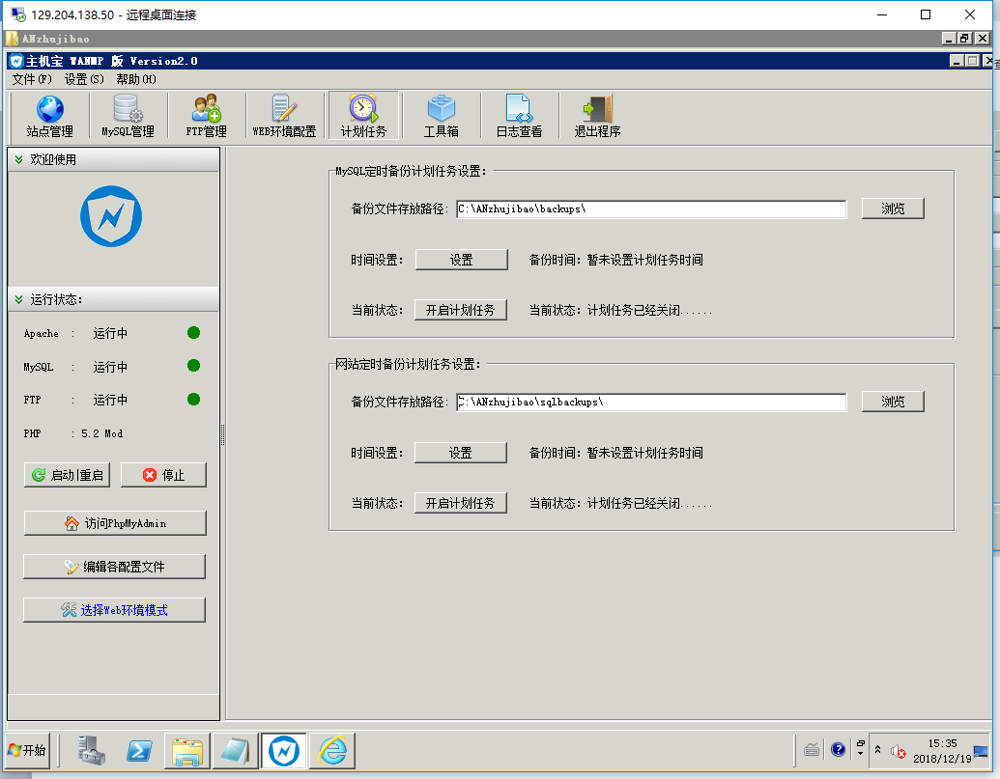 129.204.138.50 - 远程桌面连接
ANzhujibao
主机宝 WAMMP 版 Version2.0
文件(F) 设置(S) 帮助(H)
站点管理 MySQL管理 FTP管理 WEB环境配置 计划任务 工具箱 日志查看 退出程序
欢迎使用
运行状态:
Apache : 运行中
MySQL : 运行中
FTP : 运行中
PHP : 5.2 Mod
启动|重启 停止
访问PhpMyAdmin
编辑各配置文件
选择Web环境模式
MySQL定时备份计划任务设置:
备份文件存放路径: C:\ANzhujibao\backups\ 浏览
时间设置: 设置 备份时间: 暂未设置计划任务时间
当前状态: 开启计划任务 当前状态: 计划任务已经关闭......
网站定时备份计划任务设置:
备份文件存放路径: C:\ANzhujibao\sqlbackups\ 浏览
时间设置: 设置 备份时间: 暂未设置计划任务时间
当前状态: 开启计划任务 当前状态: 计划任务已经关闭......
开始
15:35
2018/12/19